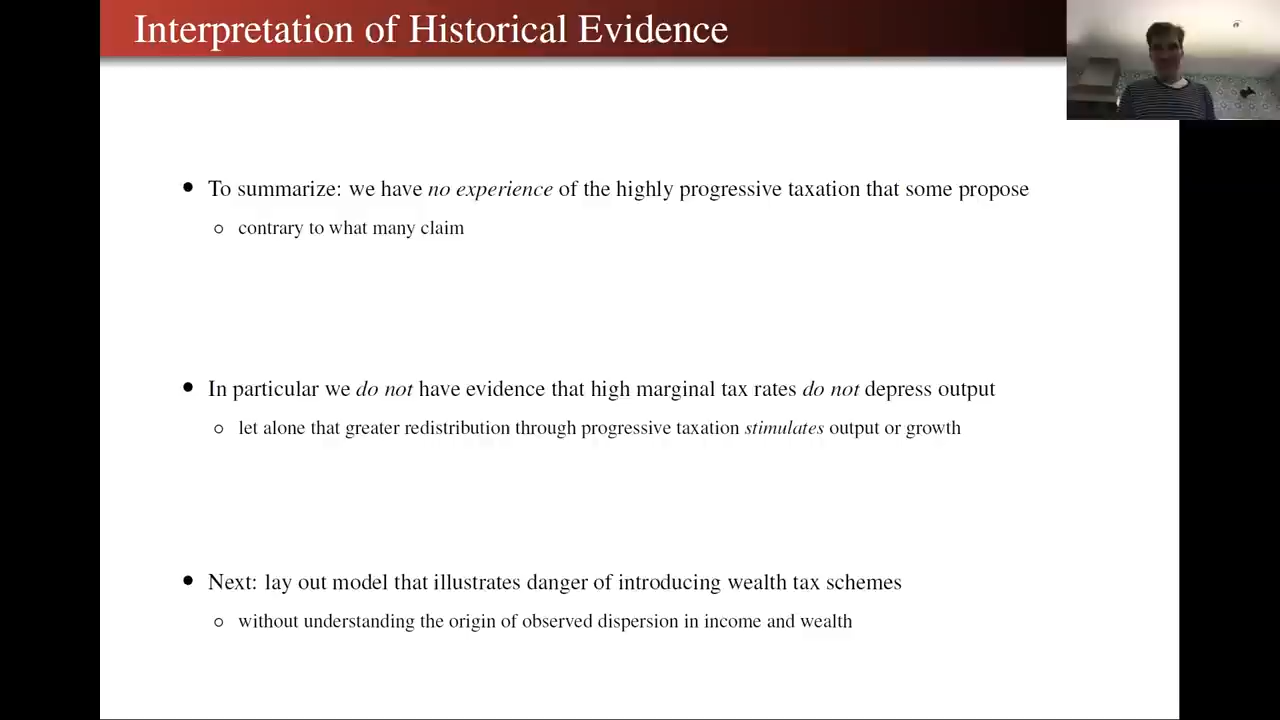 Interpretation of Historical Evidence
• To summarize: we have no experience of the highly progressive taxation that some propose
◦ contrary to what many claim
• In particular we do not have evidence that high marginal tax rates do not depress output
◦ let alone that greater redistribution through progressive taxation stimulates output or growth
• Next: lay out model that illustrates danger of introducing wealth tax schemes
◦ without understanding the origin of observed dispersion in income and wealth